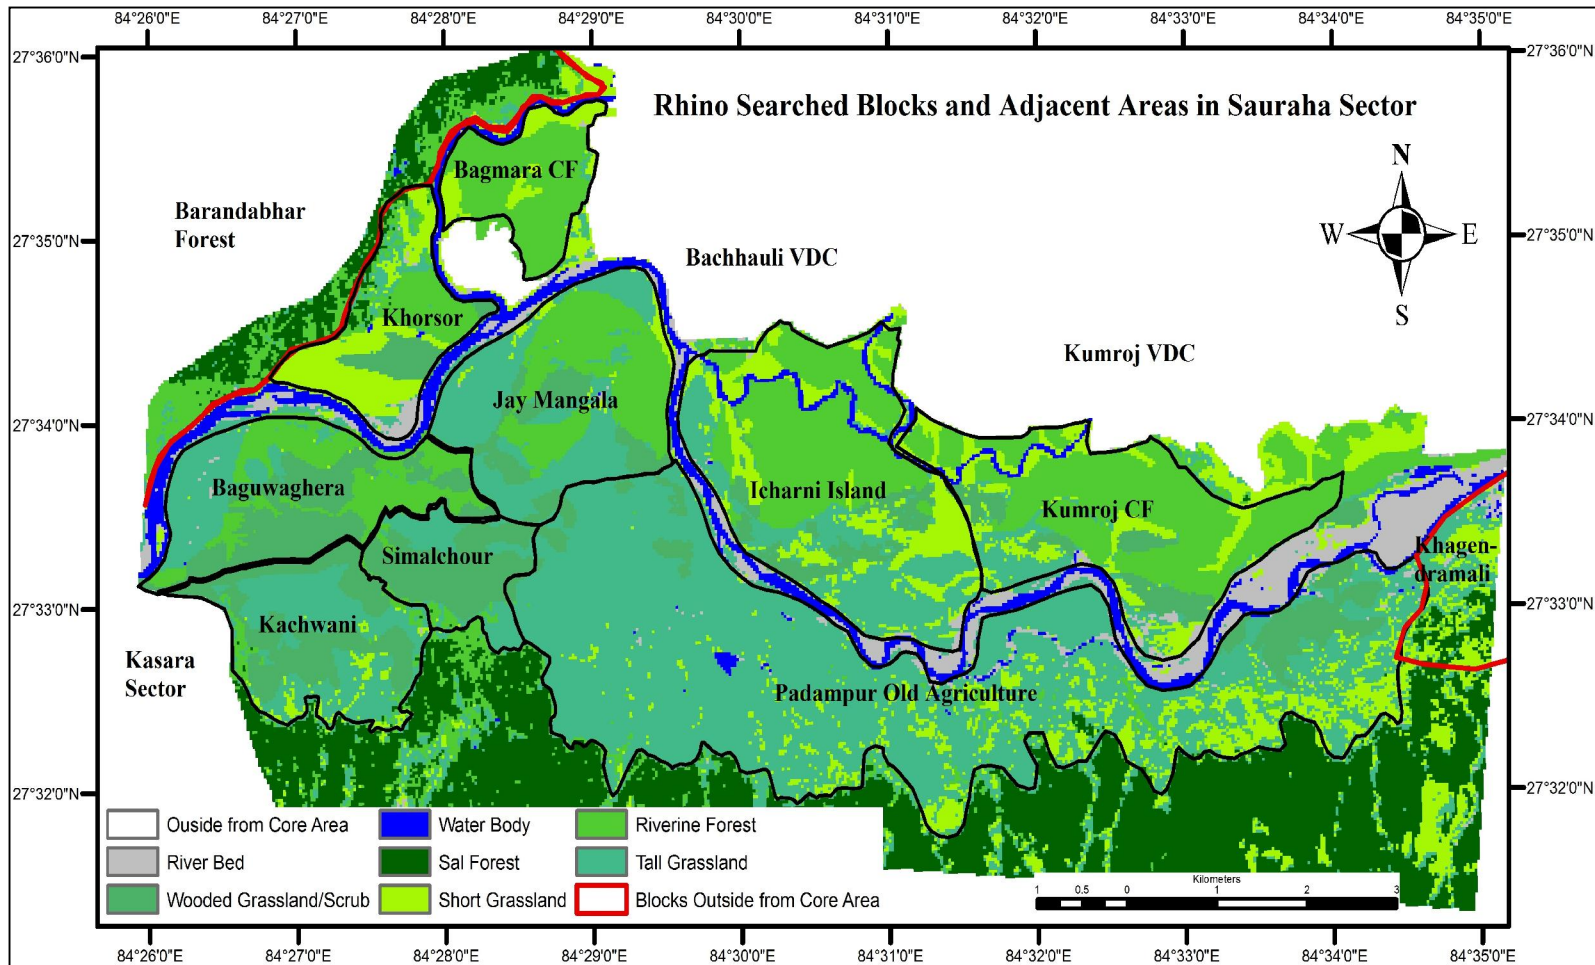 84°26'0"E 84°27'0"E 84°28'0"E 84°29'0"E 84°30'0"E 84°31'0"E 84°32'0"E 84°33'0"E 84°34'0"E 84°35'0"E
27°36'0"N 27°36'0"N
Rhino Searched Blocks and Adjacent Areas in Sauraha Sector
N
Bagmara CF
Barandabhar
Forest
W E
27°35'0"N 27°35'0"N
Bachhauli VDC
S
Khorsor
Kumroj VDC
Jay Mangala
27°34'0"N 27°34'0"N
Baguwaghera
Icharni Island
Kumroj CF
Simalchour
Khagen-
dramali
27°33'0"N 27°33'0"N
Kachwani
Kasara
Sector
Padampur Old Agriculture
27°32'0"N 27°32'0"N
Ouside from Core Area Water Body Riverine Forest
River Bed Sal Forest Tall Grassland
Wooded Grassland/Scrub Short Grassland Blocks Outside from Core Area
Kilometers
1 0.5 0 1 2 3
84°26'0"E 84°27'0"E 84°28'0"E 84°29'0"E 84°30'0"E 84°31'0"E 84°32'0"E 84°33'0"E 84°34'0"E 84°35'0"E